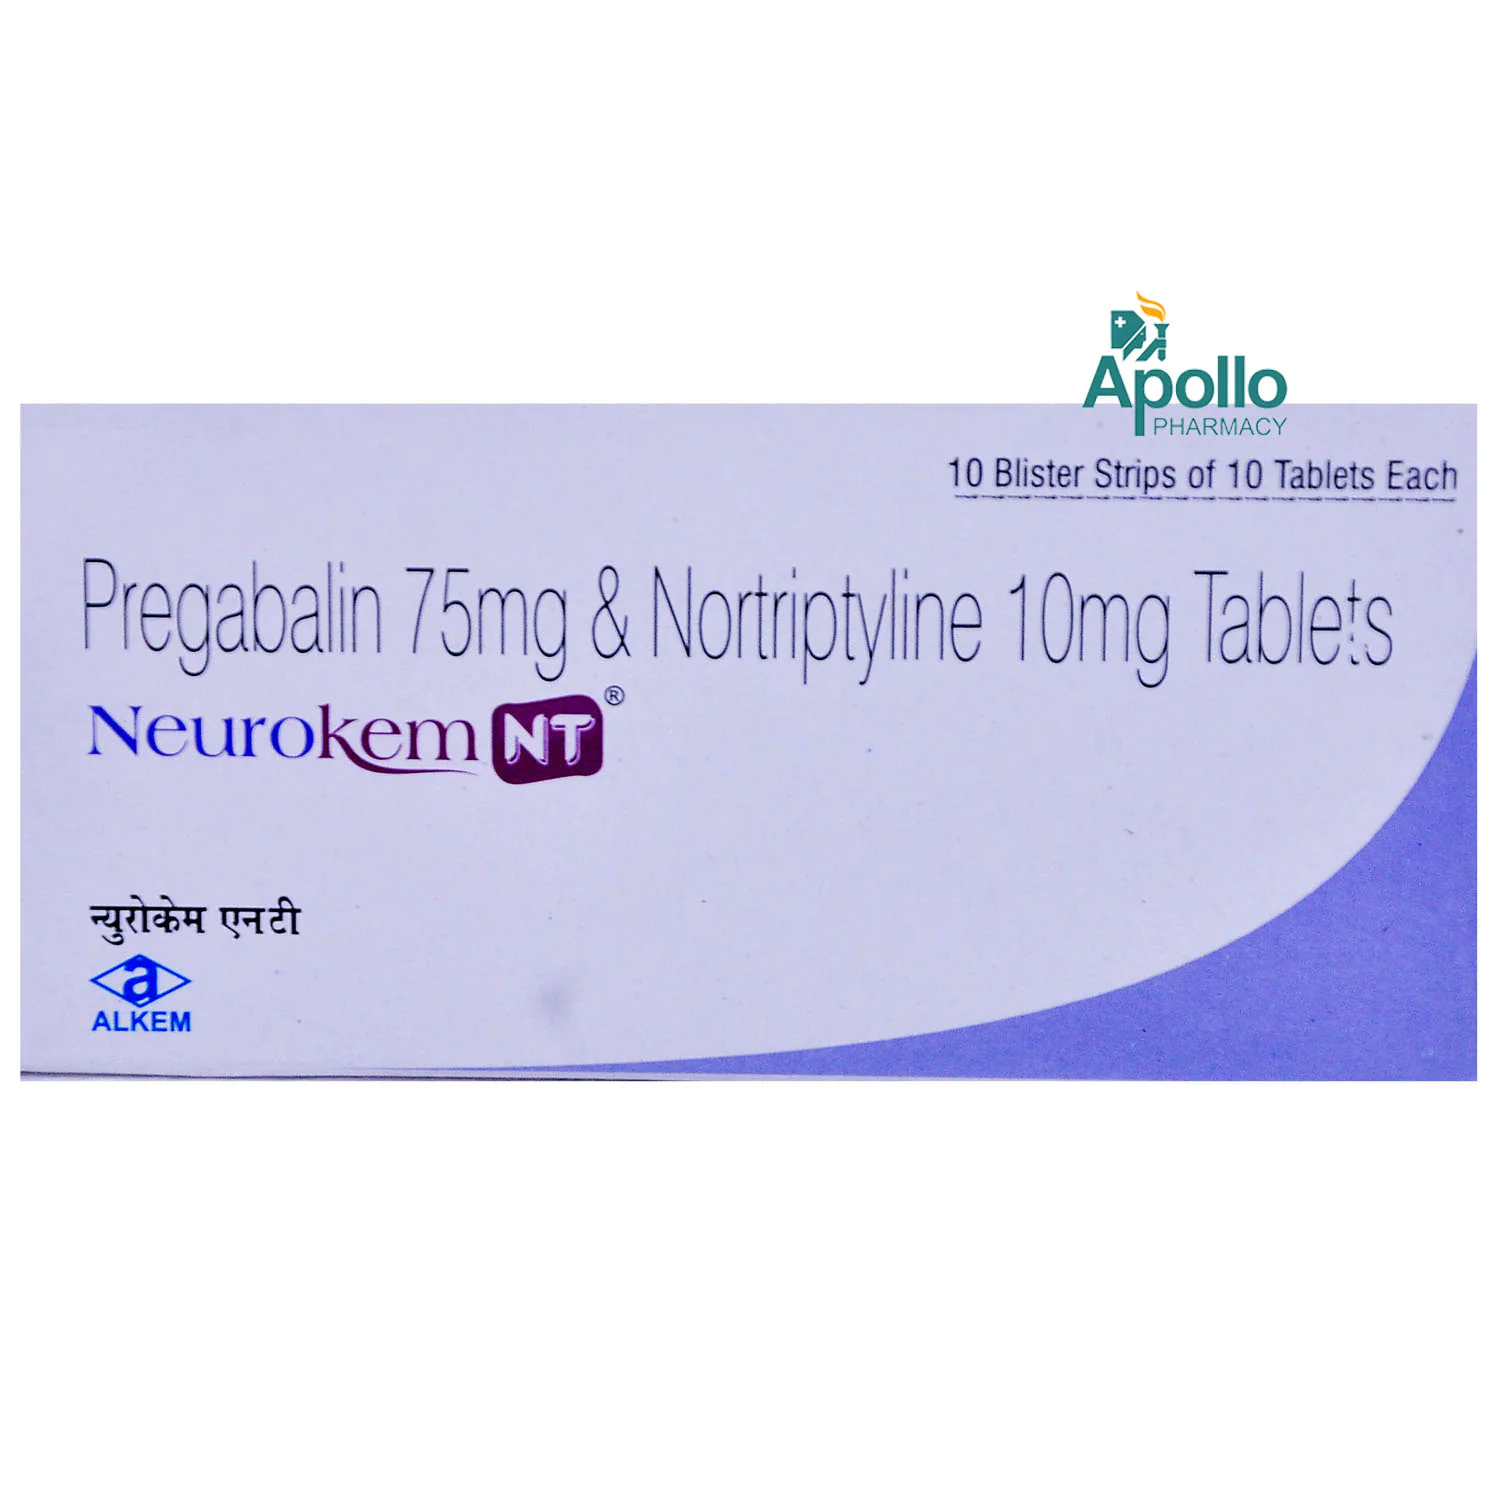 Apollo
PHARMACY
10 Blister Strips of 10 Tablets Each
Pregabalin 75mg & Nortriptyline 10mg Tablets
Neurokem NT®
न्युरोकेम एनटी
a
ALKEM